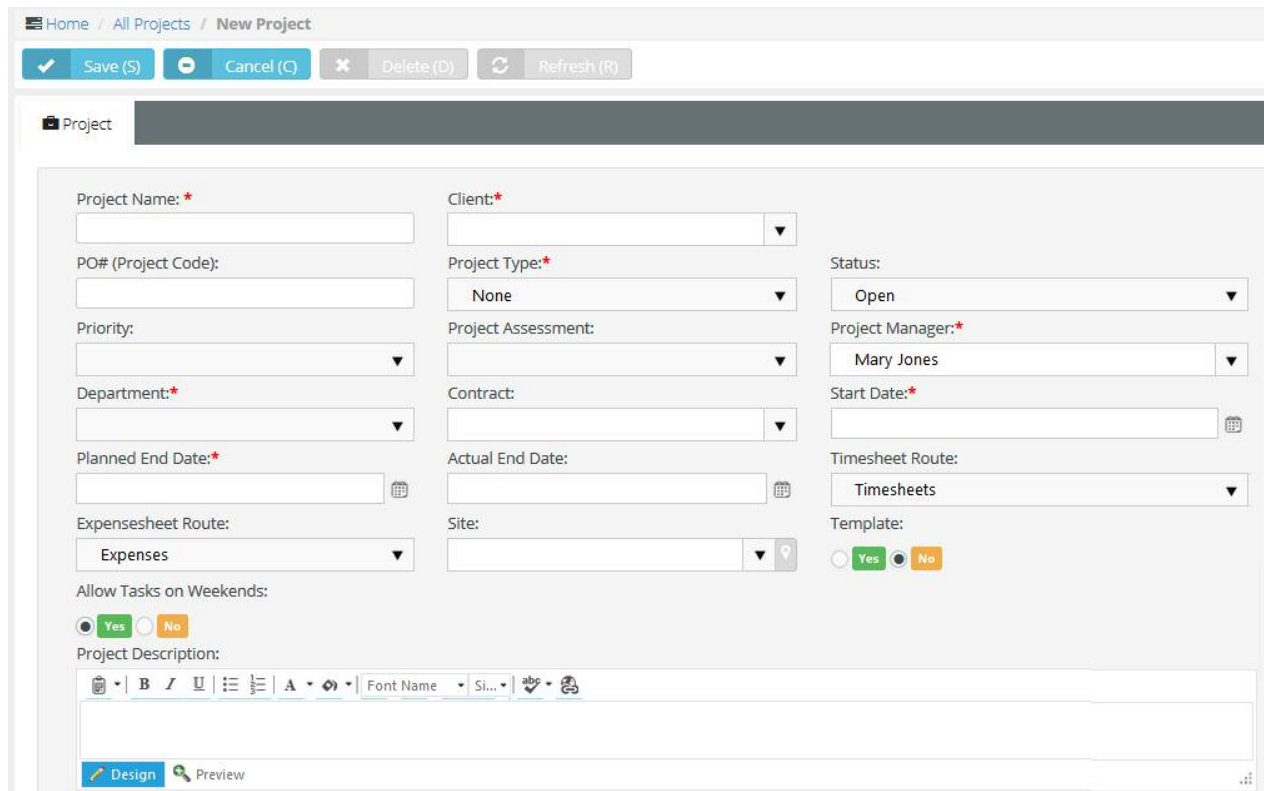 Home / All Projects / New Project
Save (S) Cancel (C) Delete (D) Refresh (R)
Project
Project Name: * Client:*
PO# (Project Code): Project Type:* Status:
None Open
Priority: Project Assessment: Project Manager:*
Mary Jones
Department:* Contract: Start Date:*
Planned End Date:* Actual End Date: Timesheet Route:
Timesheets
Expensesheet Route: Site: Template:
Expenses Yes No
Allow Tasks on Weekends:
Yes No
Project Description:
B I U A Font Name Si... abc
Design Preview